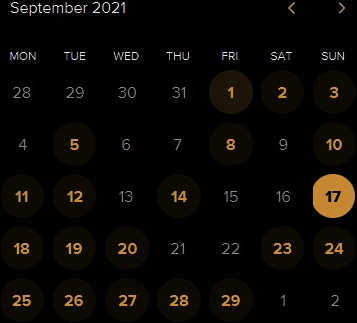 September 2021
MON TUE WED THU FRI SAT SUN
28 29 30 31 1 2 3
4 5 6 7 8 9 10
11 12 13 14 15 16 17
18 19 20 21 22 23 24
25 26 27 28 29 1 2